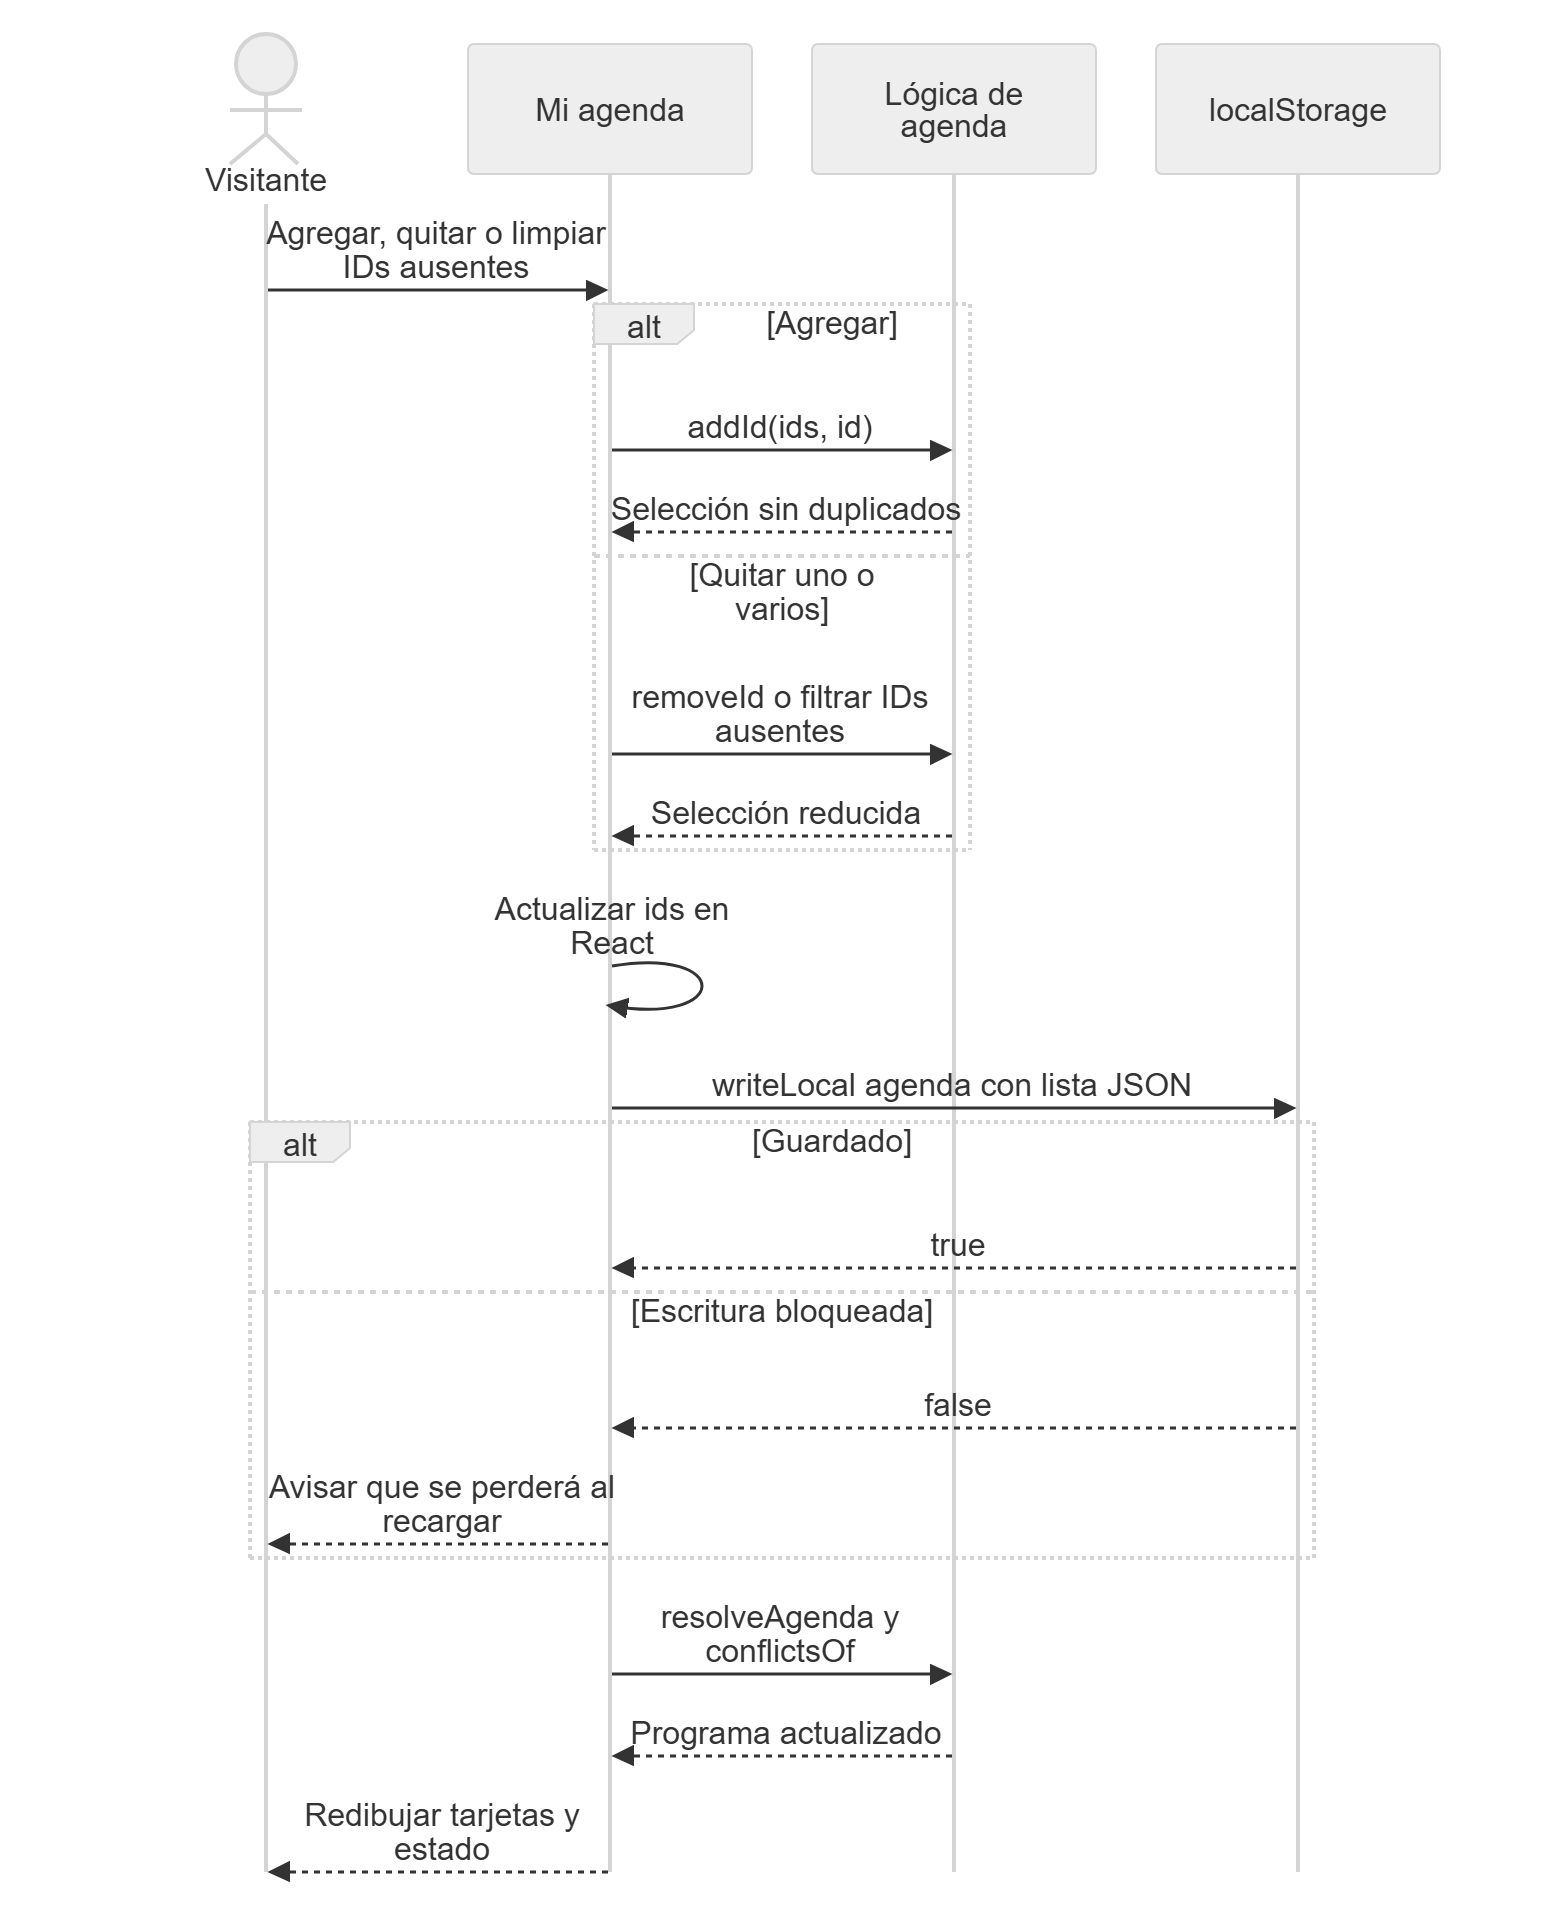 Visitante
Mi agenda
Lógica de
agenda
localStorage
Agregar, quitar o limpiar
IDs ausentes
alt
[Agregar]
addId(ids, id)
Selección sin duplicados
[Quitar uno o
varios]
removeId o filtrar IDs
ausentes
Selección reducida
Actualizar ids en
React
writeLocal agenda con lista JSON
alt
[Guardado]
true
[Escritura bloqueada]
false
Avisar que se perderá al
recargar
resolveAgenda y
conflictsOf
Programa actualizado
Redibujar tarjetas y
estado